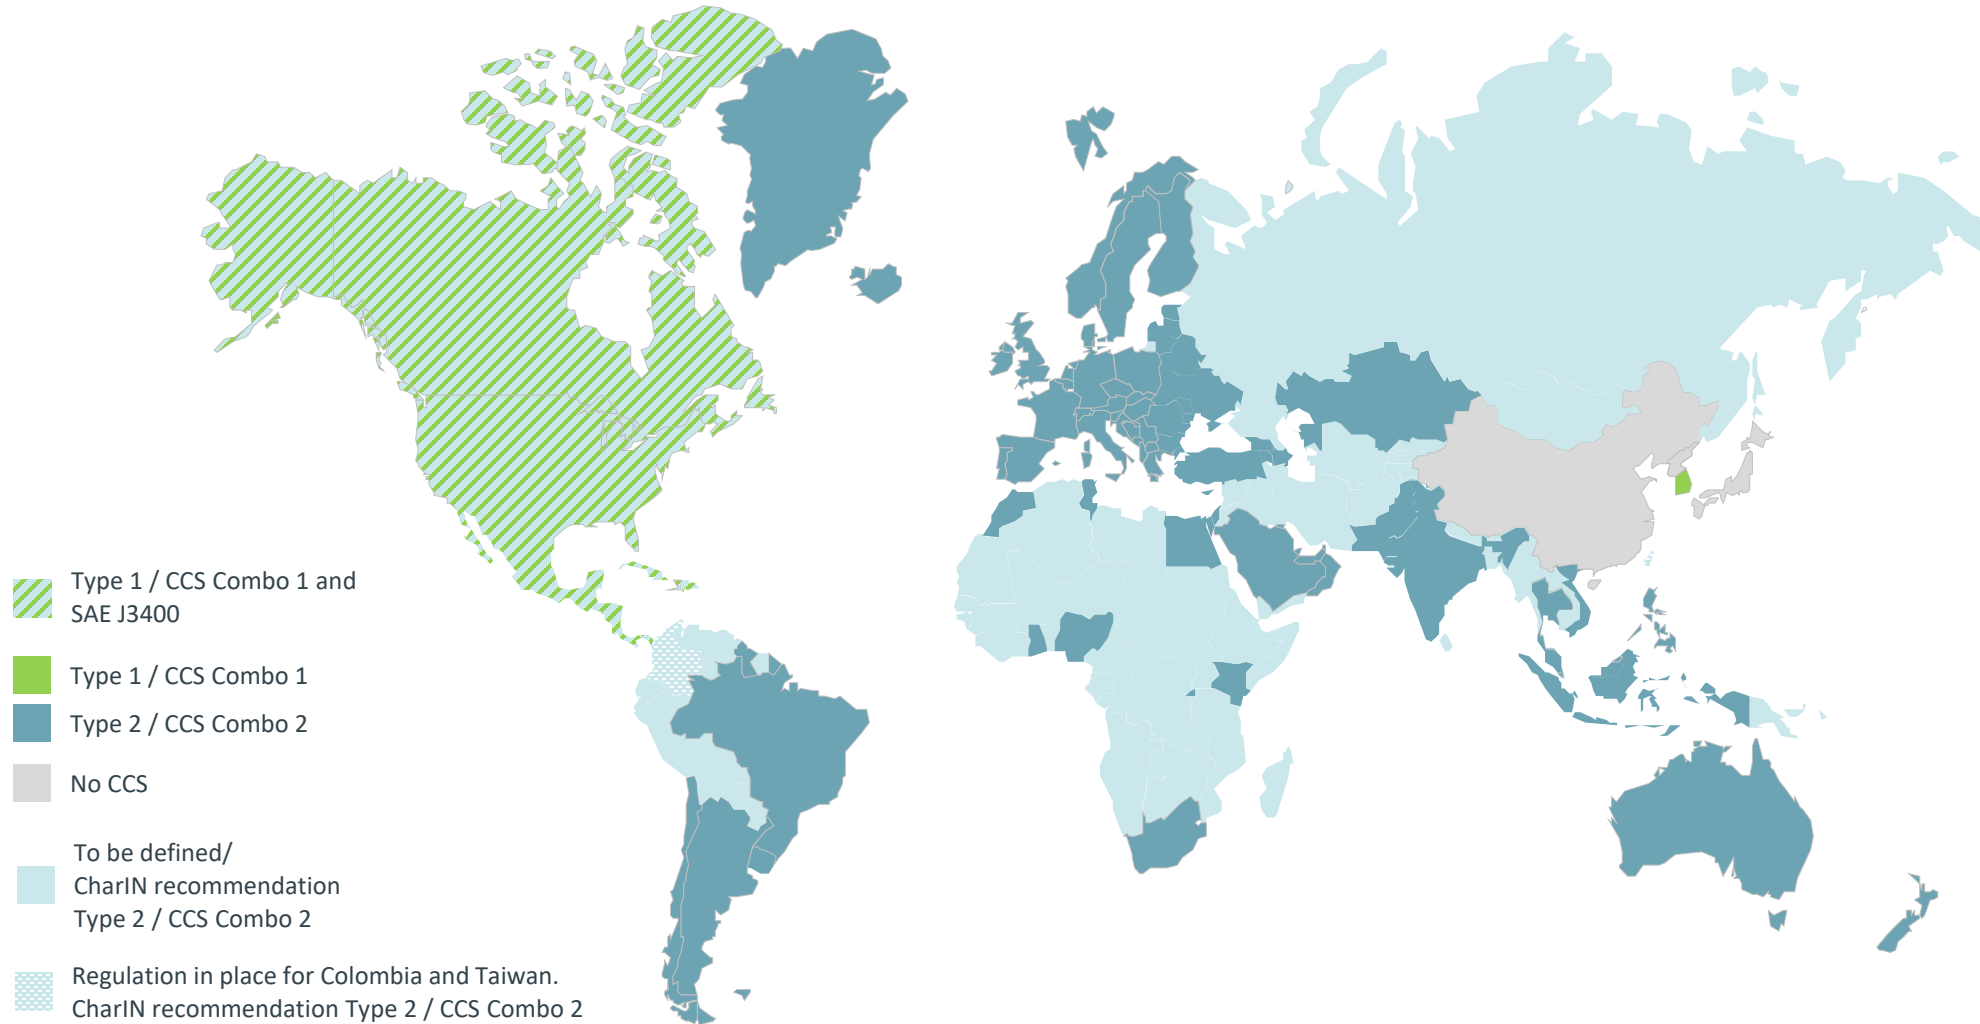 Type 1 / CCS Combo 1 and
SAE J3400
Type 1 / CCS Combo 1
Type 2 / CCS Combo 2
No CCS
To be defined/
CharIN recommendation
Type 2 / CCS Combo 2
Regulation in place for Colombia and Taiwan.
CharIN recommendation Type 2 / CCS Combo 2